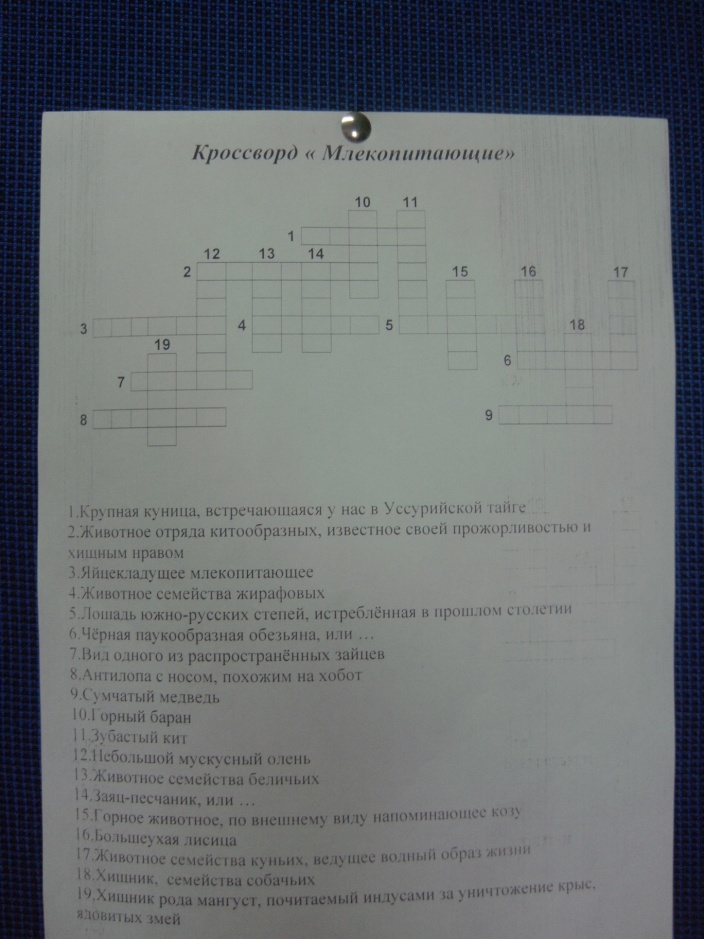 Кроссворд « Млекопитающие»
10 11
1
12 13 14
2 15 16 17
3 4 5 18
19
6
7
8 9
1.Крупная куница, встречающаяся у нас в Уссурийской тайге
2.Животное отряда китообразных, известное своей прожорливостью и
хищным нравом
3.Яйцекладущее млекопитающее
4.Животное семейства жирафовых
5.Лошадь южно-русских степей, истреблённая в прошлом столетии
6.Чёрная паукообразная обезьяна, или …
7.Вид одного из распространённых зайцев
8.Антилопа с носом, похожим на хобот
9.Сумчатый медведь
10.Горный баран
11.Зубастый кит
12.Небольшой мускусный олень
13.Животное семейства беличьих
14.Заяц-песчаник, или …
15.Горное животное, по внешнему виду напоминающее козу
16.Большеухая лисица
17.Животное семейства куньих, ведущее водный образ жизни
18.Хищник, семейства собачьих
19.Хищник рода мангуст, почитаемый индусами за уничтожение крыс,
ядовитых змей